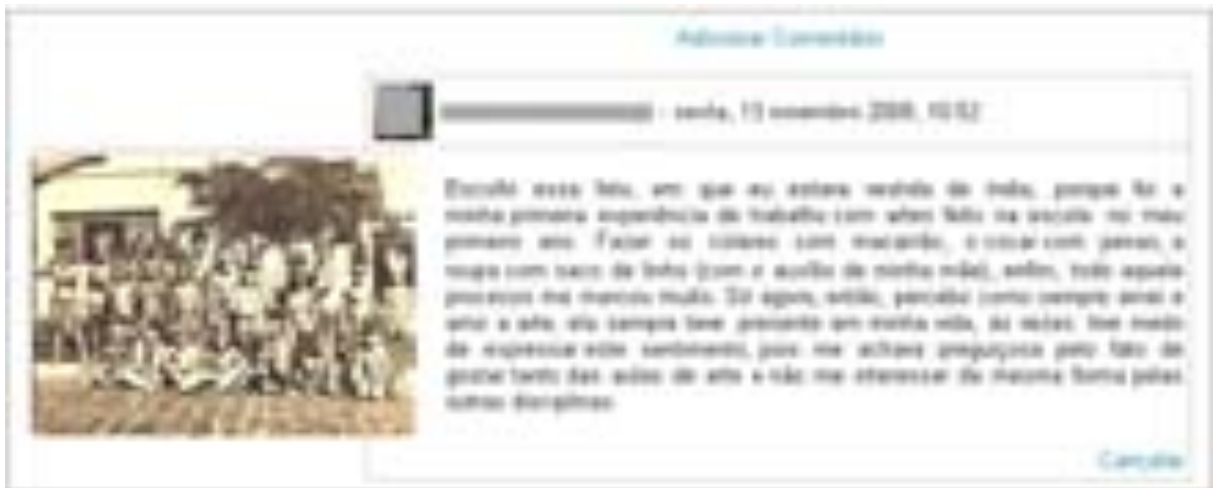 Adicionar Comentário
- sexta, 13 novembro 2009, 10:52
Escolhi essa foto, em que eu estava vestida de índia, porque foi a
minha primeira experiência de trabalho com artes feito na escola no meu
primeiro ano. Fazer os colares com macarrão, o cocar com penas, a
roupa com saco de linho (com o auxílio de minha mãe), enfim, todo aquele
processo me marcou muito. Só agora, então, percebo como sempre amei a
arte, ela sempre teve presente em minha vida, às vezes tive medo
de expressar este sentimento, pois me achava preguiçosa pelo fato de
gostar tanto das aulas de arte e não me interessar da mesma forma pelas
outras disciplinas.